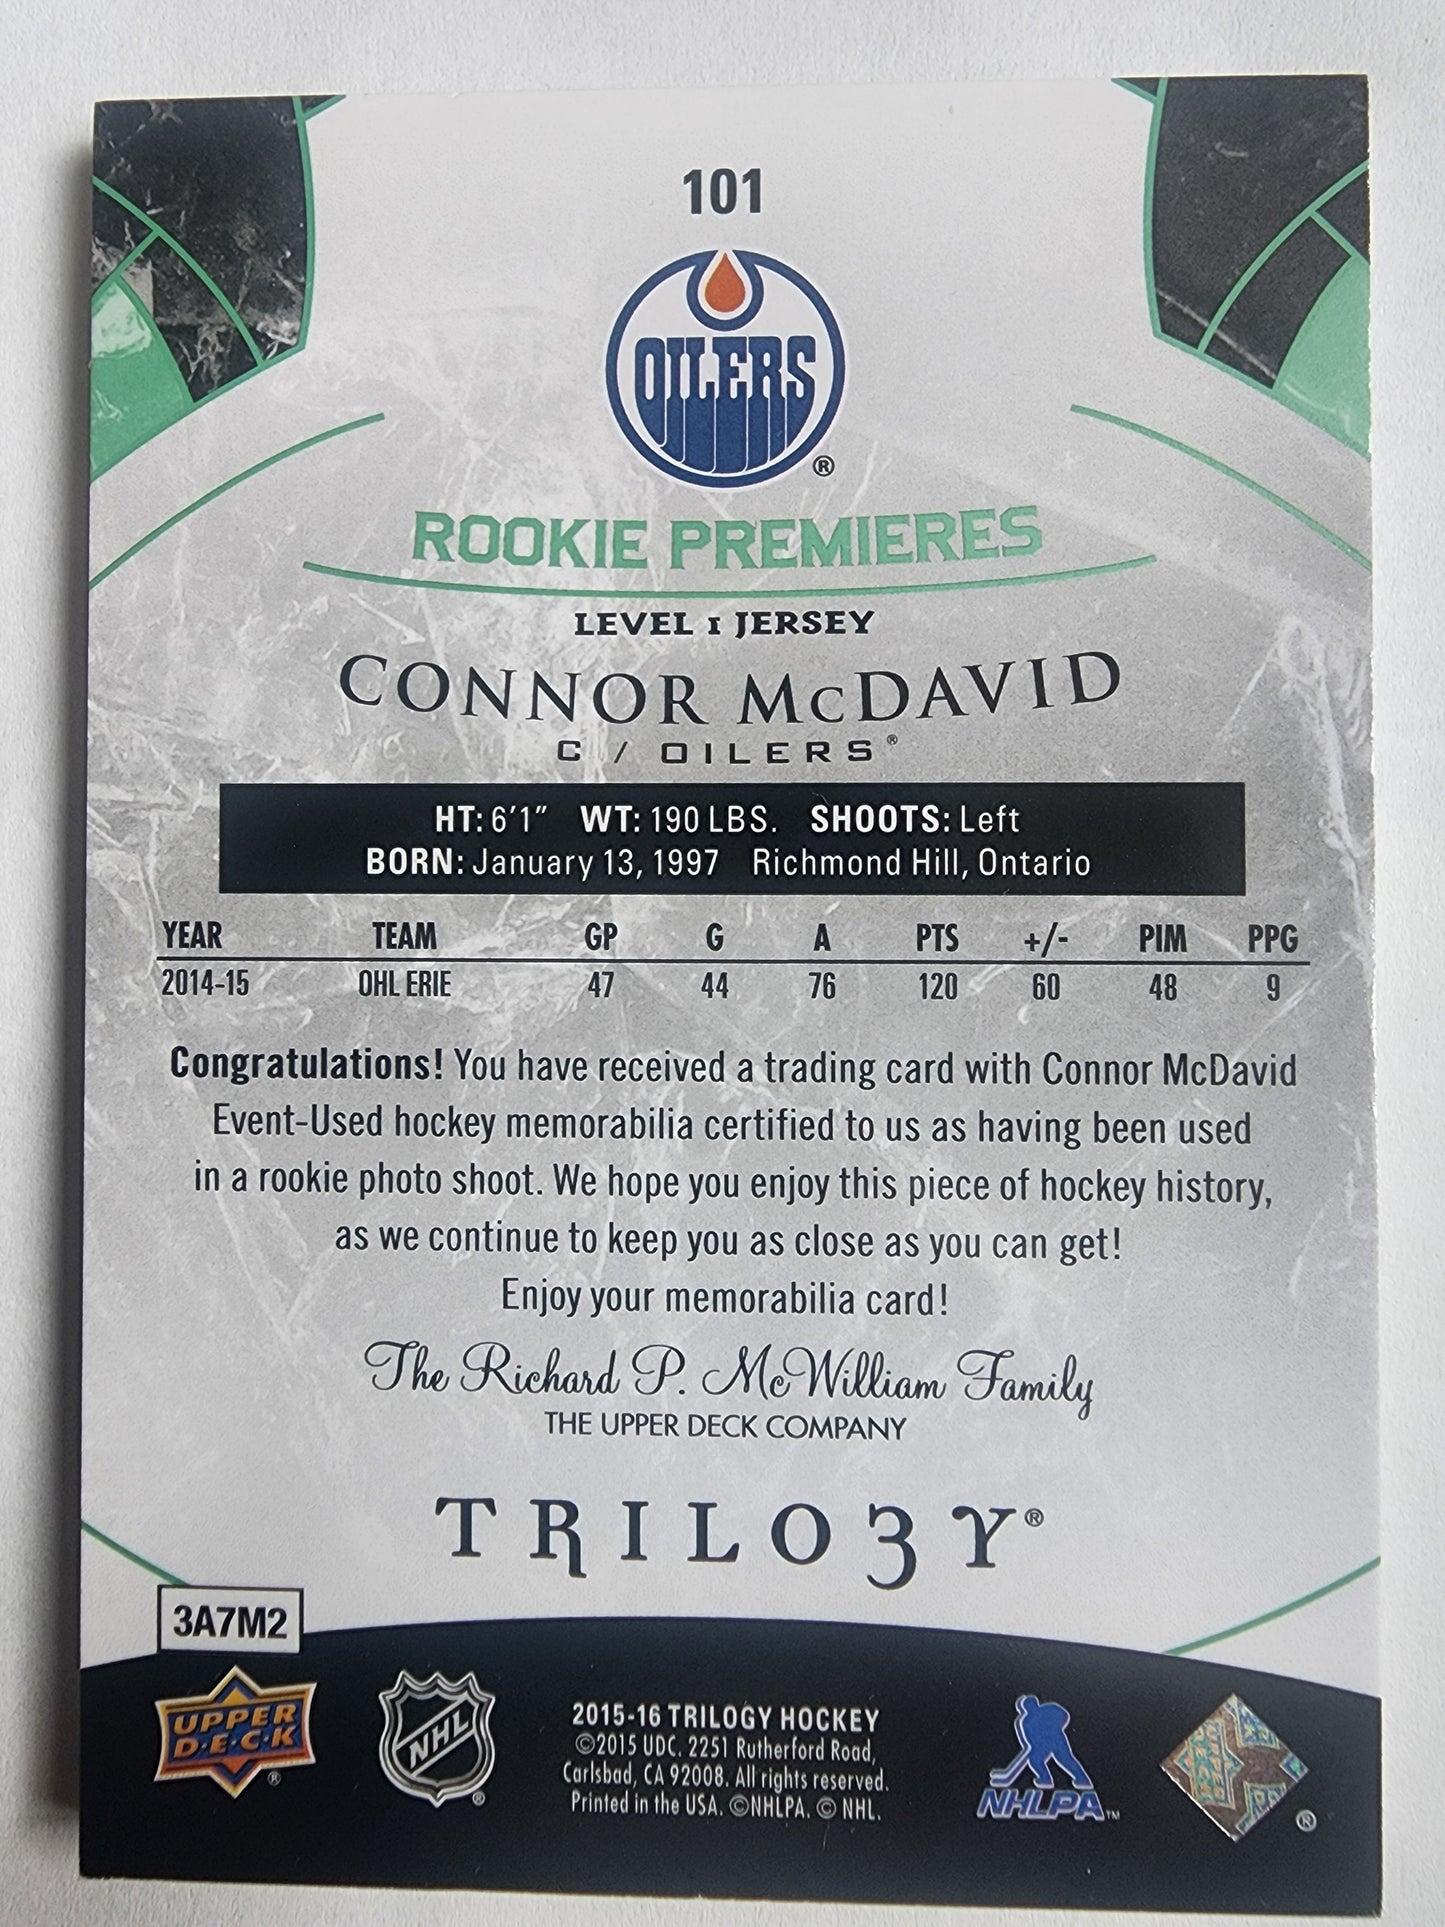 101
OILERS
®
ROOKIE PREMIERES
LEVEL 1 JERSEY
CONNOR McDAVID
C / OILERS®
HT: 6'1" WT: 190 LBS. SHOOTS: Left
BORN: January 13, 1997 Richmond Hill, Ontario
YEAR TEAM GP G A PTS +/- PIM PPG
2014-15 OHL ERIE 47 44 76 120 60 48 9
Congratulations! You have received a trading card with Connor McDavid
Event-Used hockey memorabilia certified to us as having been used
in a rookie photo shoot. We hope you enjoy this piece of hockey history,
as we continue to keep you as close as you can get!
Enjoy your memorabilia card!
The Richard P. McWilliam Family
THE UPPER DECK COMPANY
TRILO3Y®
3A7M2
UPPER
D·E·C·K
®
NHL
®
2015-16 TRILOGY HOCKEY
©2015 UDC. 2251 Rutherford Road,
Carlsbad, CA 92008. All rights reserved.
Printed in the USA. ©NHLPA. © NHL.
NHLPA™
®